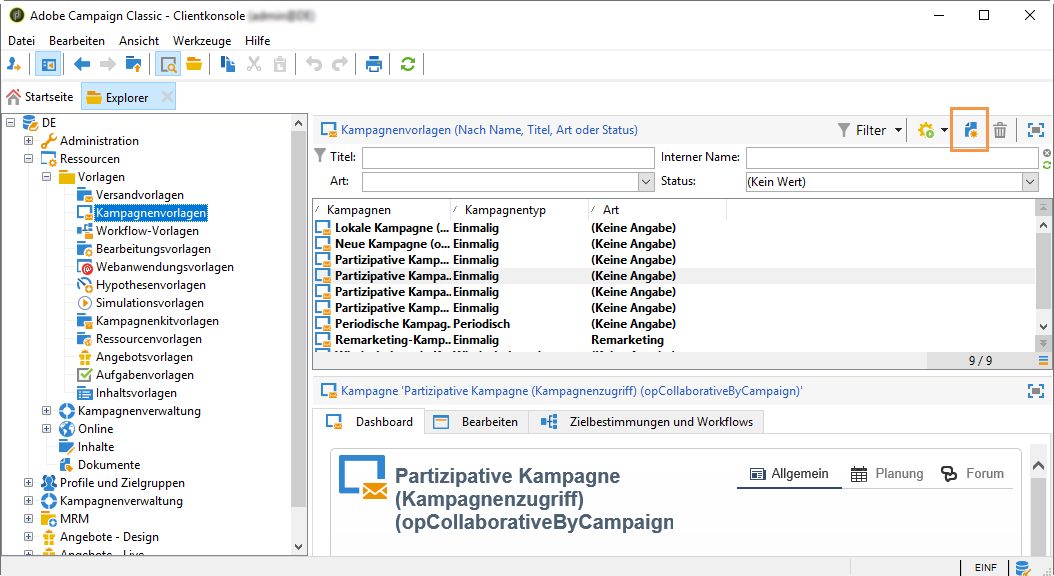 Adobe Campaign Classic - Clientkonsole
Datei Bearbeiten Ansicht Werkzeuge Hilfe
Startseite Explorer
DE
Administration
Ressourcen
Vorlagen
Versandvorlagen
Kampagnenvorlagen
Workflow-Vorlagen
Bearbeitungsvorlagen
Webanwendungsvorlagen
Hypothesenvorlagen
Simulationsvorlagen
Kampagnenkitvorlagen
Ressourcenvorlagen
Angebotsvorlagen
Aufgabenvorlagen
Inhaltsvorlagen
Kampagnenverwaltung
Online
Inhalte
Dokumente
Profile und Zielgruppen
Kampagnenverwaltung
MRM
Angebote - Design
Angebote - Live
Kampagnenvorlagen (Nach Name, Titel, Art oder Status) Filter
Titel: Interner Name:
Art: Status: (Kein Wert)
Kampagnen Kampagnentyp Art
Lokale Kampagne (... Einmalig (Keine Angabe)
Neue Kampagne (o... Einmalig (Keine Angabe)
Partizipative Kamp... Einmalig (Keine Angabe)
Partizipative Kampa.. Einmalig (Keine Angabe)
Partizipative Kampa.. Einmalig (Keine Angabe)
Partizipative Kamp... Einmalig (Keine Angabe)
Periodische Kampag.. Periodisch (Keine Angabe)
Remarketing-Kamp.. Einmalig Remarketing
9 / 9
Kampagne 'Partizipative Kampagne (Kampagnenzugriff) (opCollaborativeByCampaign)'
Dashboard Bearbeiten Zielbestimmungen und Workflows
Partizipative Kampagne
(Kampagnenzugriff)
(opCollaborativeByCampaign
Allgemein Planung Forum
EINF